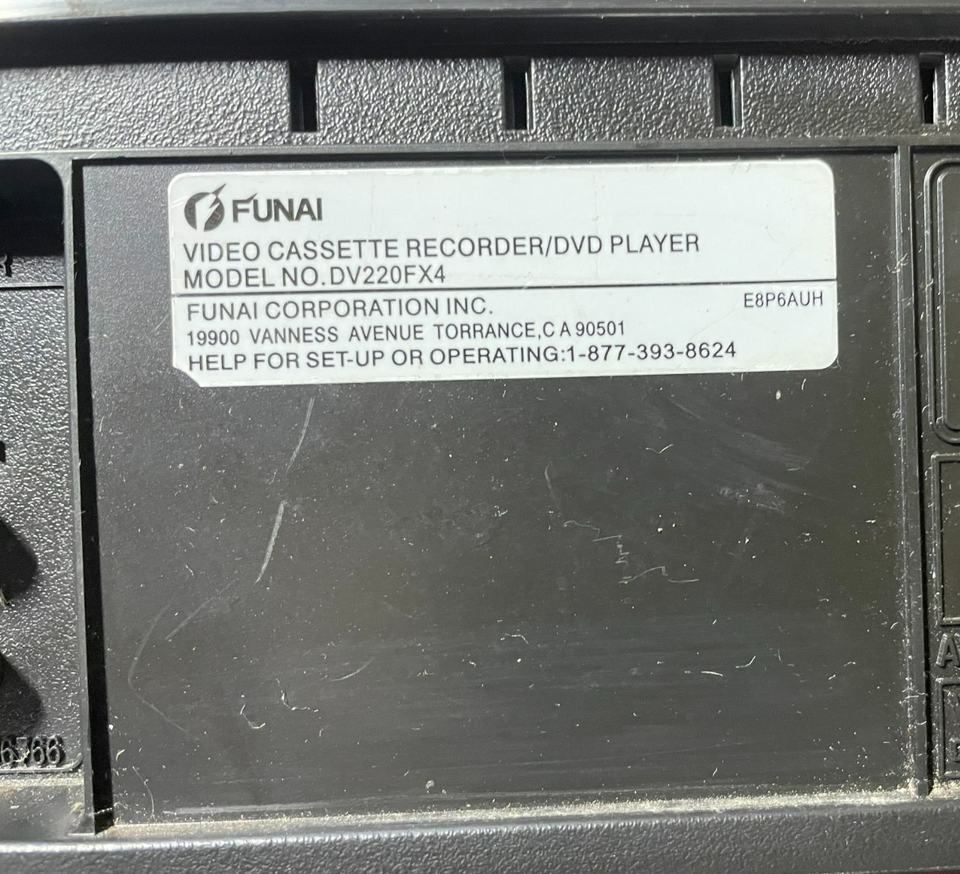 FUNAI
VIDEO CASSETTE RECORDER/DVD PLAYER
MODEL NO. DV220FX4
FUNAI CORPORATION INC.
E8P6AUH
19900 VANNESS AVENUE TORRANCE, CA 90501
HELP FOR SET-UP OR OPERATING:1-877-393-8624